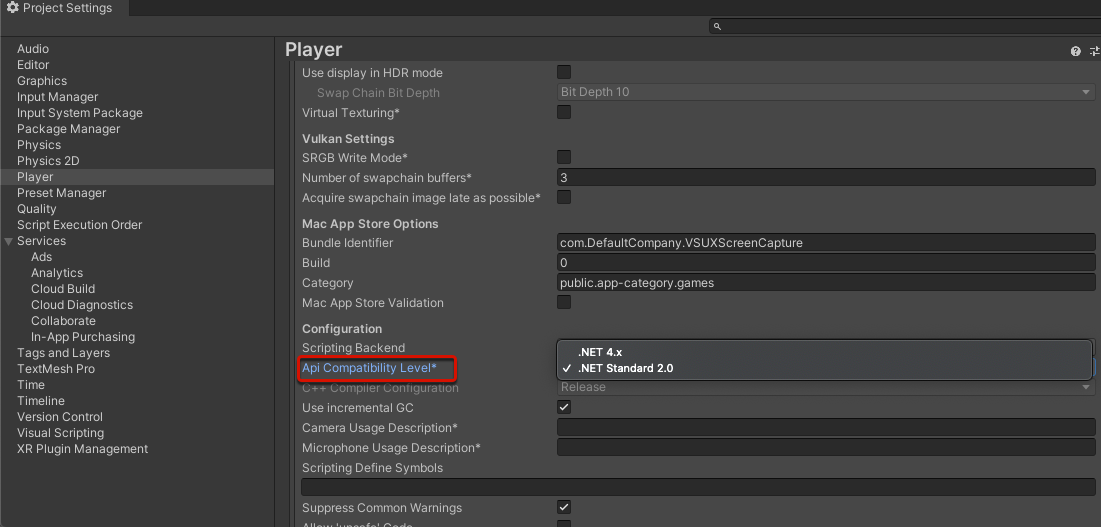 Project Settings
Audio
Editor
Graphics
Input Manager
Input System Package
Package Manager
Physics
Physics 2D
Player
Preset Manager
Quality
Script Execution Order
Services
Ads
Analytics
Cloud Build
Cloud Diagnostics
Collaborate
In-App Purchasing
Tags and Layers
TextMesh Pro
Time
Timeline
Version Control
Visual Scripting
XR Plugin Management
Player
Use display in HDR mode
Swap Chain Bit Depth Bit Depth 10
Virtual Texturing*
Vulkan Settings
SRGB Write Mode*
Number of swapchain buffers* 3
Acquire swapchain image late as possible*
Mac App Store Options
Bundle Identifier com.DefaultCompany.VSUXScreenCapture
Build 0
Category public.app-category.games
Mac App Store Validation
Configuration
Scripting Backend .NET 4.x
Api Compatibility Level* .NET Standard 2.0
C++ Compiler Configuration Release
Use incremental GC
Camera Usage Description*
Microphone Usage Description*
Scripting Define Symbols
Suppress Common Warnings
Allow 'unsafe' Code